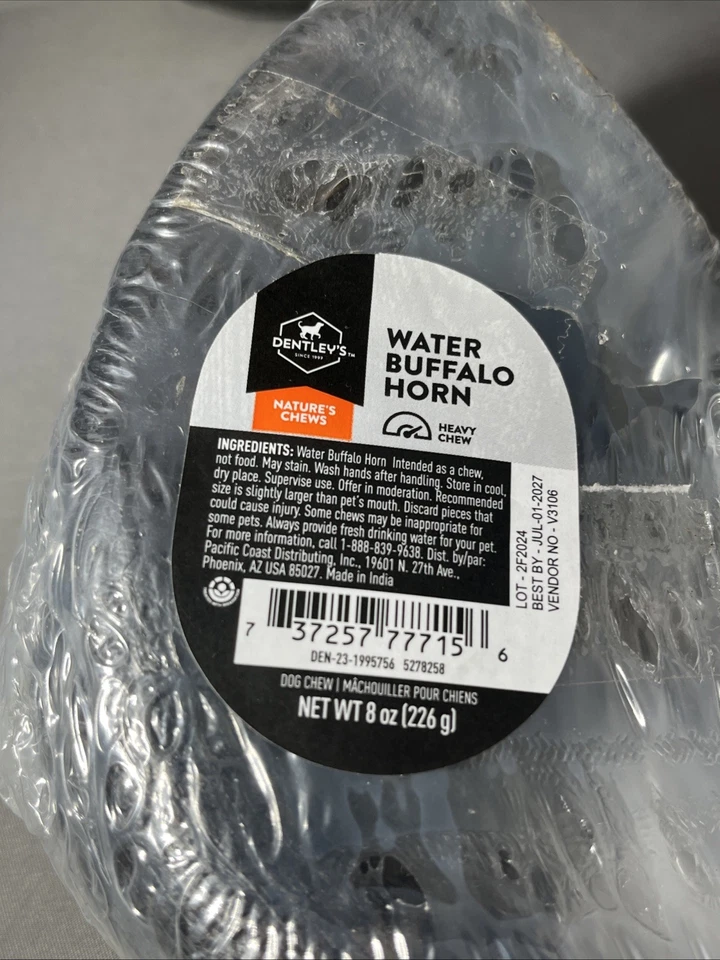 DENTLEY'S™
SINCE 1993
NATURE'S
CHEWS
WATER
BUFFALO
HORN
HEAVY
CHEW
INGREDIENTS: Water Buffalo Horn Intended as a chew,
not food. May stain. Wash hands after handling. Store in cool,
dry place. Supervise use. Offer in moderation. Recommended
size is slightly larger than pet's mouth. Discard pieces that
could cause injury. Some chews may be inappropriate for
some pets. Always provide fresh drinking water for your pet.
For more information, call 1-888-839-9638. Dist. by/par:
Pacific Coast Distributing, Inc., 19601 N. 27th Ave.,
Phoenix, AZ USA 85027. Made in India
LOT - 2F2024
BEST BY - JUL-01-2027
VENDOR NO - V3106
7 37257 77715 6
DEN-23-1995756 5278258
DOG CHEW | MÂCHOUILLER POUR CHIENS
NET WT 8 oz (226 g)